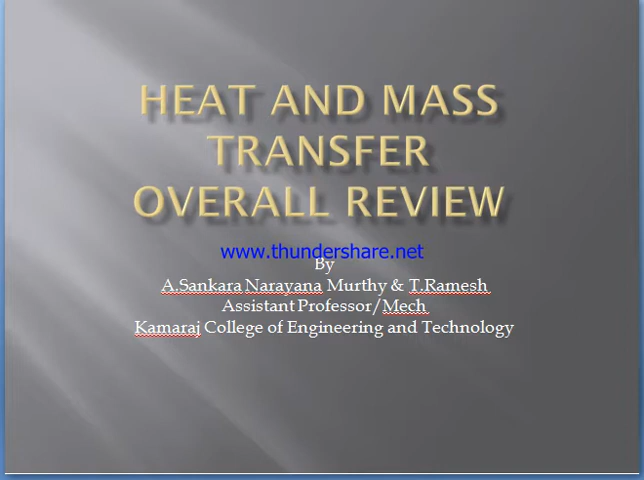 HEAT AND MASS
TRANSFER
OVERALL REVIEW
www.thundershare.net
By
A.Sankara Narayana Murthy & T.Ramesh
Assistant Professor/Mech
Kamaraj College of Engineering and Technology